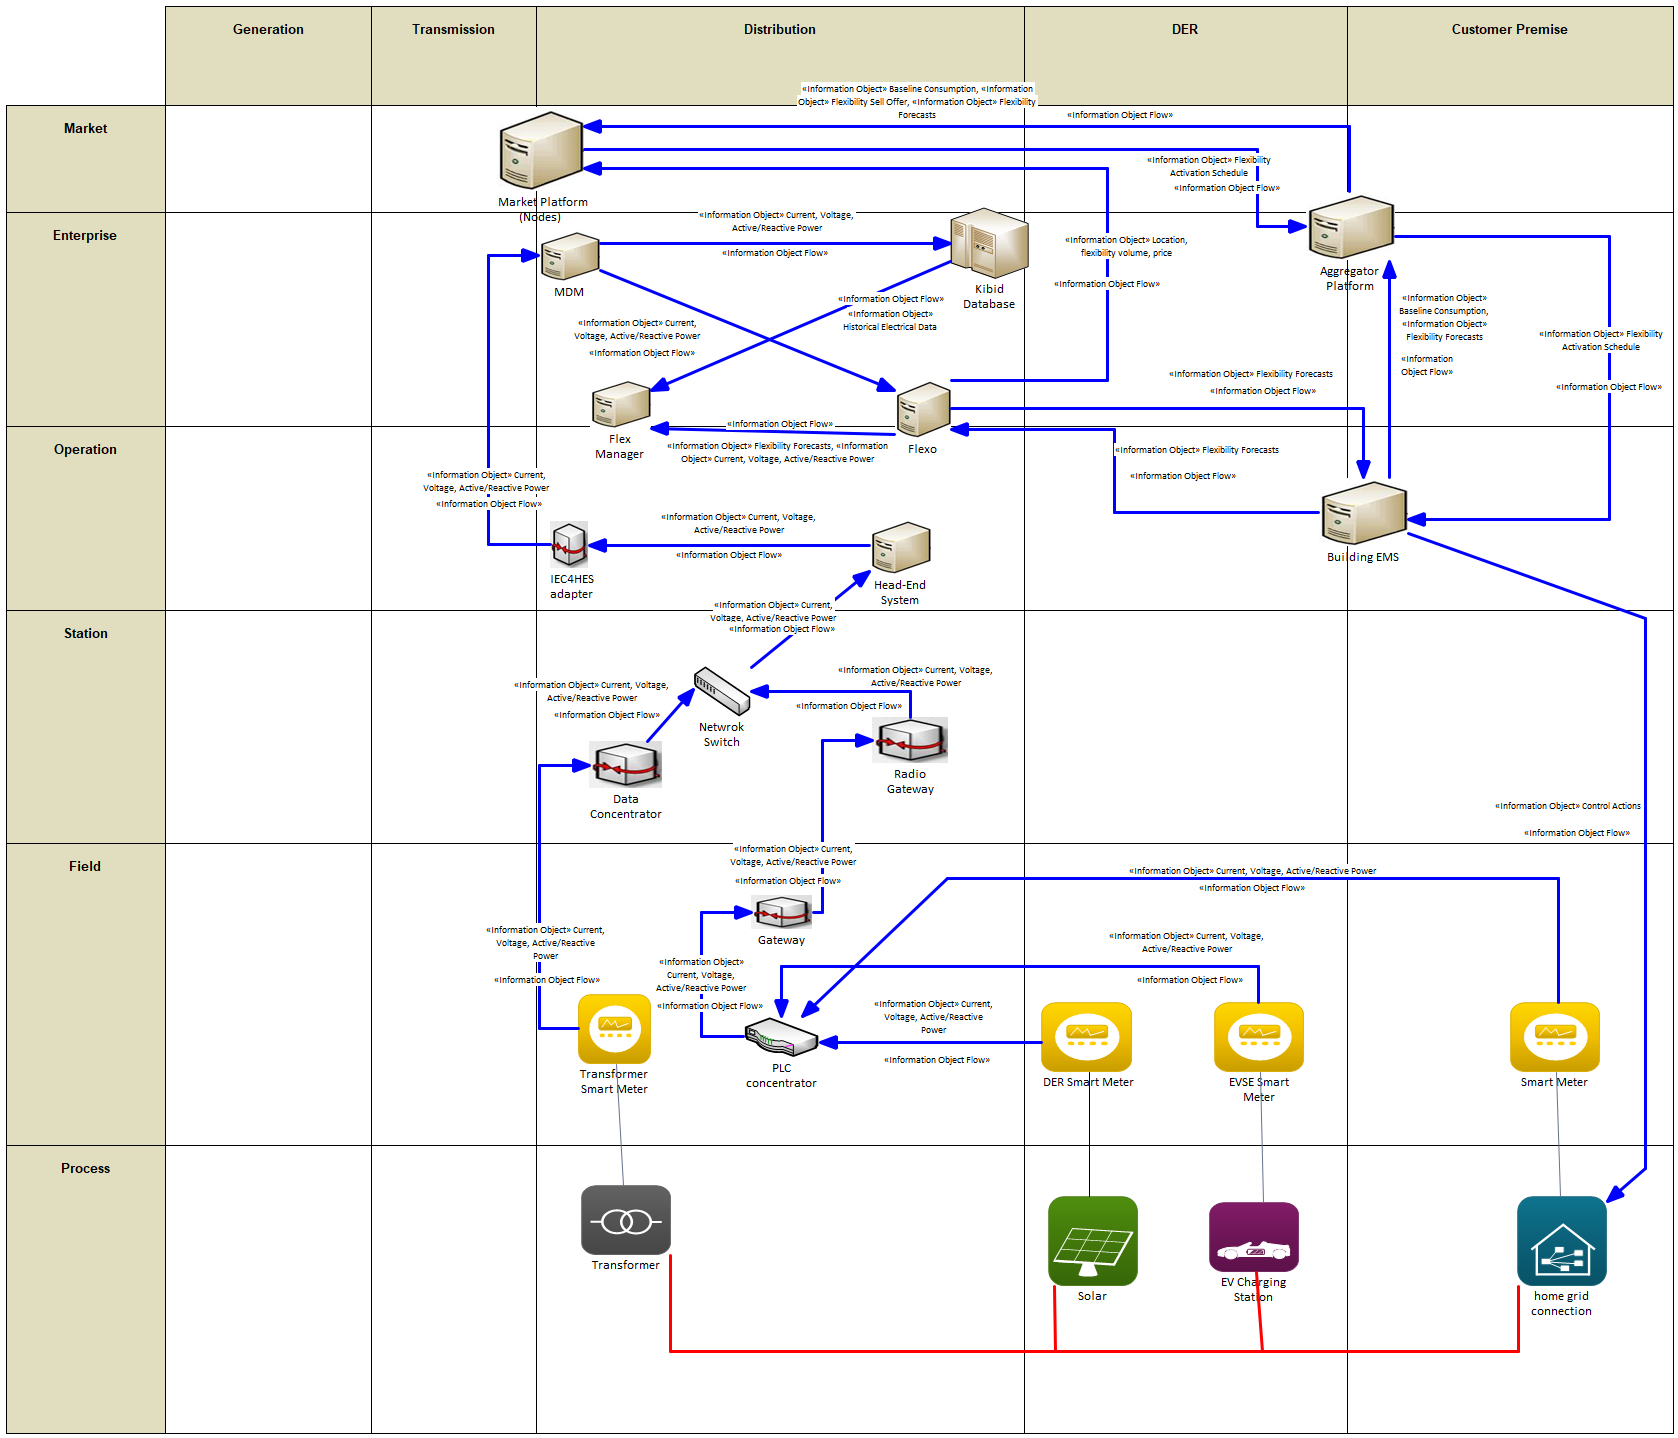 Generation
Transmission
Distribution
DER
Customer Premise
Market
«Information Object» Baseline Consumption, «Information
Object» Flexibility Sell Offer, «Information Object» Flexibility
Forecasts
«Information Object Flow»
«Information Object» Flexibility
Activation Schedule
«Information Object Flow»
Market Platform
(Nodes)
Enterprise
«Information Object» Current, Voltage,
Active/Reactive Power
«Information Object Flow»
MDM
Kibid
Database
«Information Object» Location,
flexibility volume, price
«Information Object Flow»
Aggregator
Platform
«Information Object Flow»
«Information Object»
Historical Electrical Data
«Information Object» Current,
Voltage, Active/Reactive Power
«Information Object Flow»
«Information Object»
Baseline Consumption,
«Information Object»
Flexibility Forecasts
«Information
Object Flow»
«Information Object» Flexibility
Activation Schedule
«Information Object Flow»
«Information Object» Flexibility Forecasts
«Information Object Flow»
Flex
Manager
«Information Object Flow»
«Information Object» Flexibility Forecasts, «Information
Object» Current, Voltage, Active/Reactive Power
Flexo
Operation
«Information Object» Flexibility Forecasts
«Information Object Flow»
«Information Object» Current,
Voltage, Active/Reactive Power
«Information Object Flow»
«Information Object» Current, Voltage,
Active/Reactive Power
«Information Object Flow»
IEC4HES
adapter
Head-End
System
Building EMS
Station
«Information Object» Current,
Voltage, Active/Reactive Power
«Information Object Flow»
«Information Object» Current, Voltage,
Active/Reactive Power
«Information Object Flow»
Netwrok
Switch
«Information Object» Current, Voltage,
Active/Reactive Power
«Information Object Flow»
Data
Concentrator
Radio
Gateway
«Information Object» Control Actions
«Information Object Flow»
Field
«Information Object» Current,
Voltage, Active/Reactive Power
«Information Object Flow»
Gateway
«Information Object» Current, Voltage, Active/Reactive Power
«Information Object Flow»
«Information Object» Current,
Voltage, Active/Reactive
Power
«Information Object Flow»
«Information Object»
Current, Voltage,
Active/Reactive Power
«Information Object Flow»
«Information Object» Current, Voltage,
Active/Reactive Power
«Information Object Flow»
«Information Object» Current,
Voltage, Active/Reactive
Power
«Information Object Flow»
Transformer
Smart Meter
PLC
concentrator
DER Smart Meter
EVSE Smart
Meter
Smart Meter
Process
Transformer
Solar
EV Charging
Station
home grid
connection